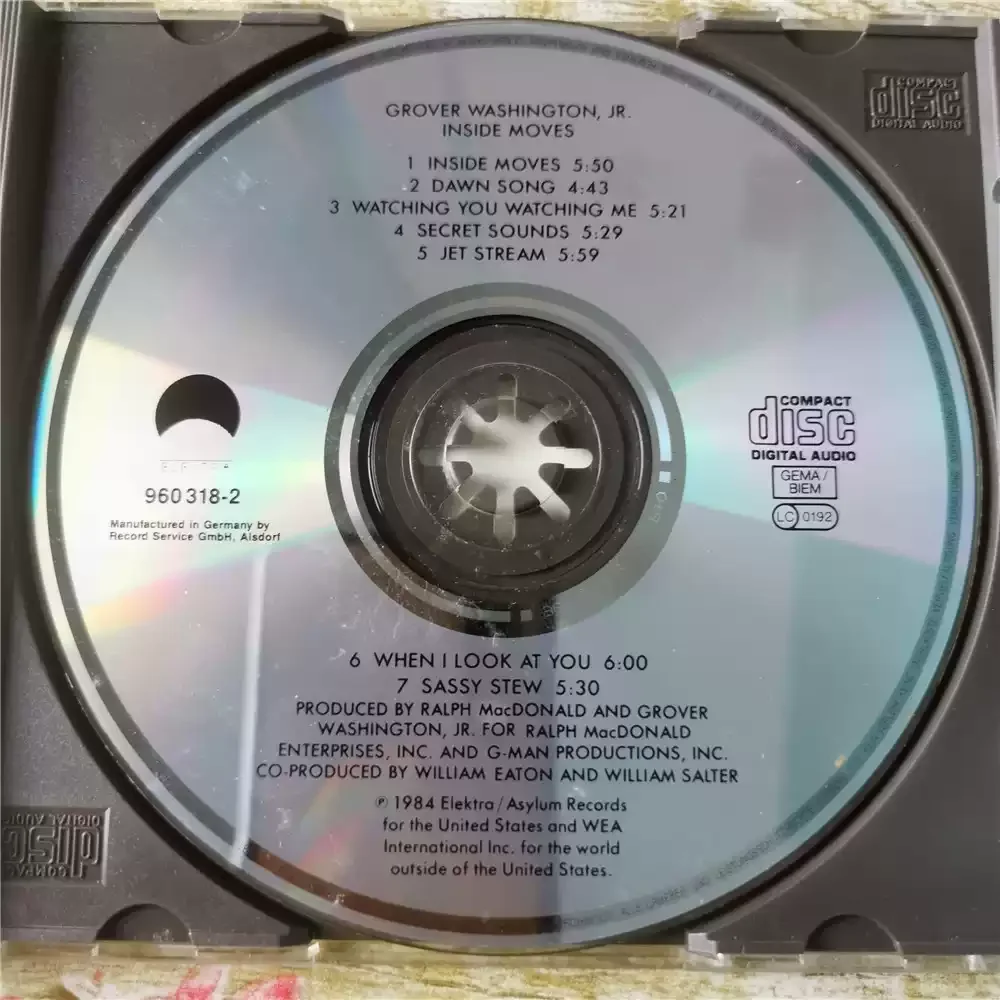 GROVER WASHINGTON, JR.
INSIDE MOVES
1 INSIDE MOVES 5:50
2 DAWN SONG 4:43
3 WATCHING YOU WATCHING ME 5:21
4 SECRET SOUNDS 5:29
5 JET STREAM 5:59
COMPACT
disc
DIGITAL AUDIO
960 318-2
Manufactured in Germany by
Record Service GmbH, Alsdorf
COMPACT
disc
DIGITAL AUDIO
GEMA/
BIEM
LC 0192
6 WHEN I LOOK AT YOU 6:00
7 SASSY STEW 5:30
PRODUCED BY RALPH MacDONALD AND GROVER
WASHINGTON, JR. FOR RALPH MacDONALD
ENTERPRISES, INC. AND G-MAN PRODUCTIONS, INC.
CO-PRODUCED BY WILLIAM EATON AND WILLIAM SALTER
℗ 1984 Elektra/Asylum Records
for the United States and WEA
International Inc. for the world
outside of the United States.
COMPACT
disc
DIGITAL AUDIO